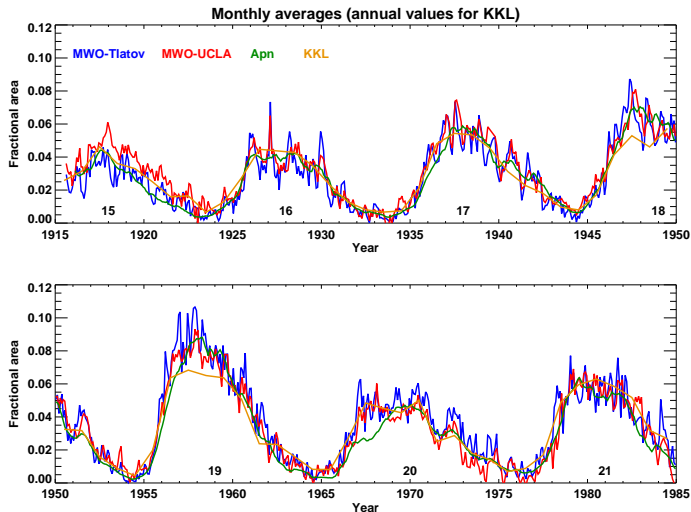 Monthly averages (annual values for KKL)
0.12
0.10
0.08
0.06
0.04
0.02
0.00
Fractional area
MWO-Tlatov MWO-UCLA Apn KKL
15 16 17 18
1915 1920 1925 1930 1935 1940 1945 1950
Year
0.12
0.10
0.08
0.06
0.04
0.02
0.00
Fractional area
19 20 21
1950 1955 1960 1965 1970 1975 1980 1985
Year